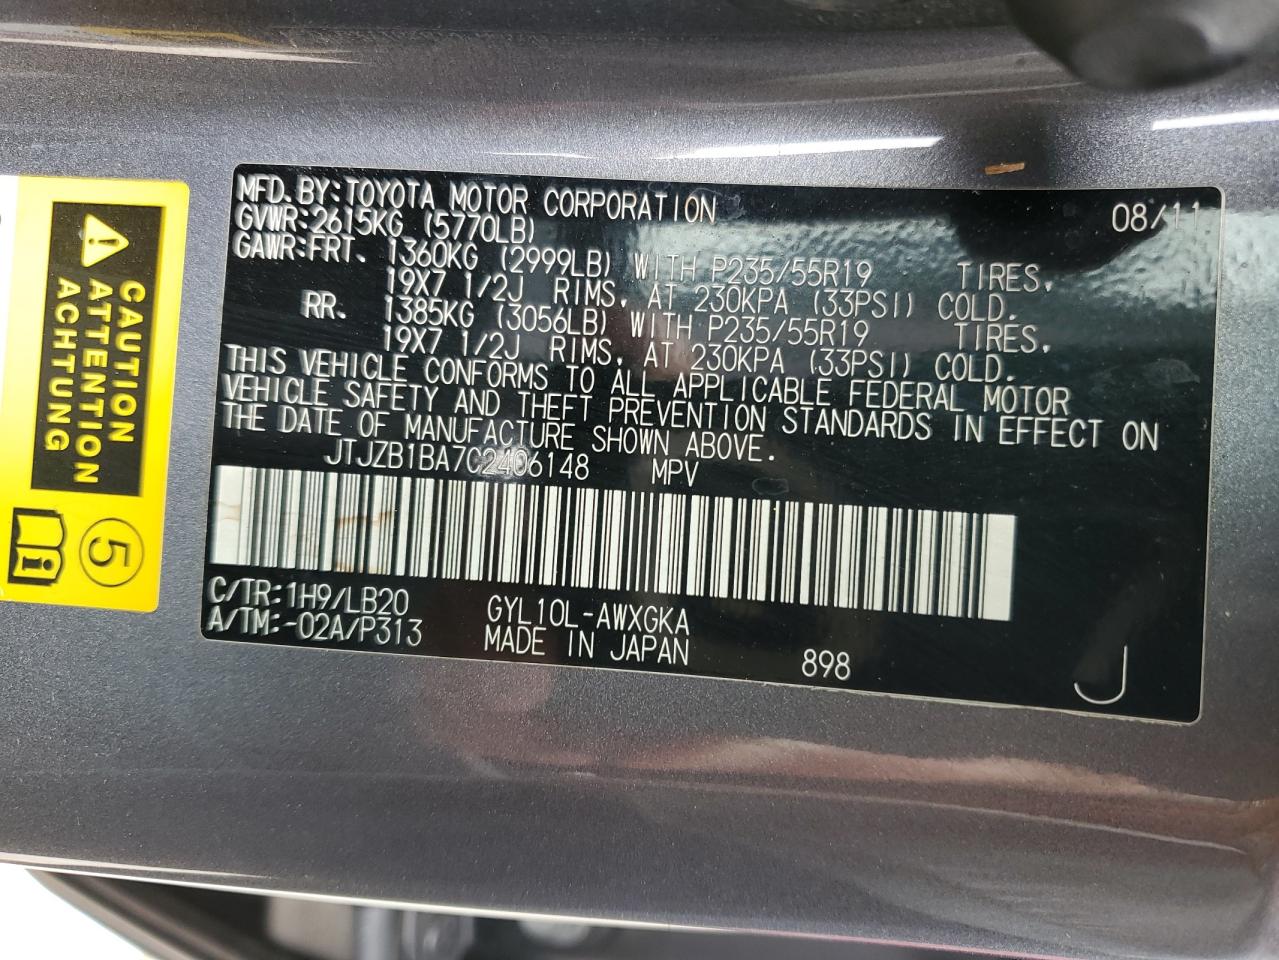 MFD.BY:TOYOTA MOTOR CORPORATION 08/11
GVWR:2615KG (5770LB)
GAWR:FRT. 1360KG (2999LB) WITH P235/55R19 TIRES,
19X7 1/2J RIMS, AT 230KPA (33PSI) COLD.
RR. 1385KG (3056LB) WITH P235/55R19 TIRES,
19X7 1/2J RIMS, AT 230KPA (33PSI) COLD.
THIS VEHICLE CONFORMS TO ALL APPLICABLE FEDERAL MOTOR
VEHICLE SAFETY AND THEFT PREVENTION STANDARDS IN EFFECT ON
THE DATE OF MANUFACTURE SHOWN ABOVE.
JTJZB1BA7C2406148 MPV
C/TR:1H9/LB20 GYL10L-AWXGKA
A/TM:-02A/P313 MADE IN JAPAN 898 J
CAUTION
ATTENTION
ACHTUNG
5